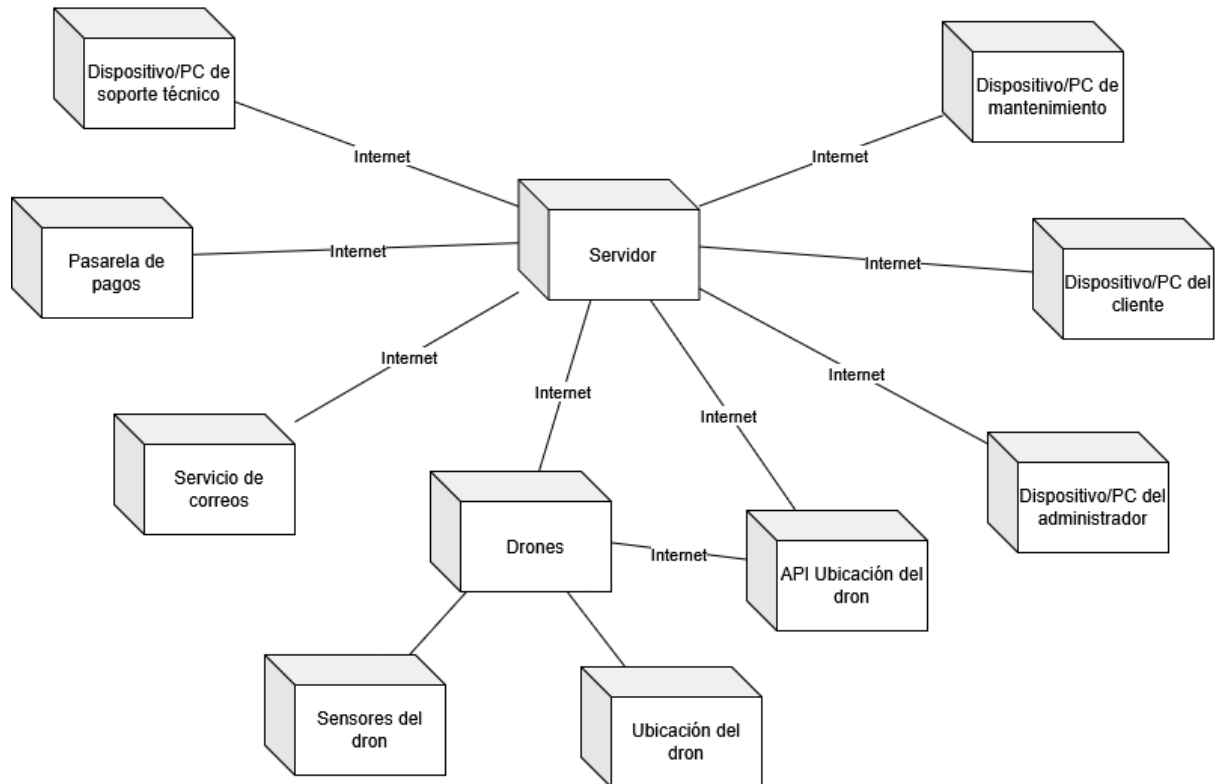 Dispositivo/PC de
soporte técnico
Dispositivo/PC de
mantenimiento
Internet
Internet
Pasarela de
pagos
Internet
Servidor
Internet
Dispositivo/PC del
cliente
Internet
Internet
Internet
Internet
Servicio de
correos
Dispositivo/PC del
administrador
Drones
Internet
API Ubicación del
dron
Sensores del
dron
Ubicación del
dron